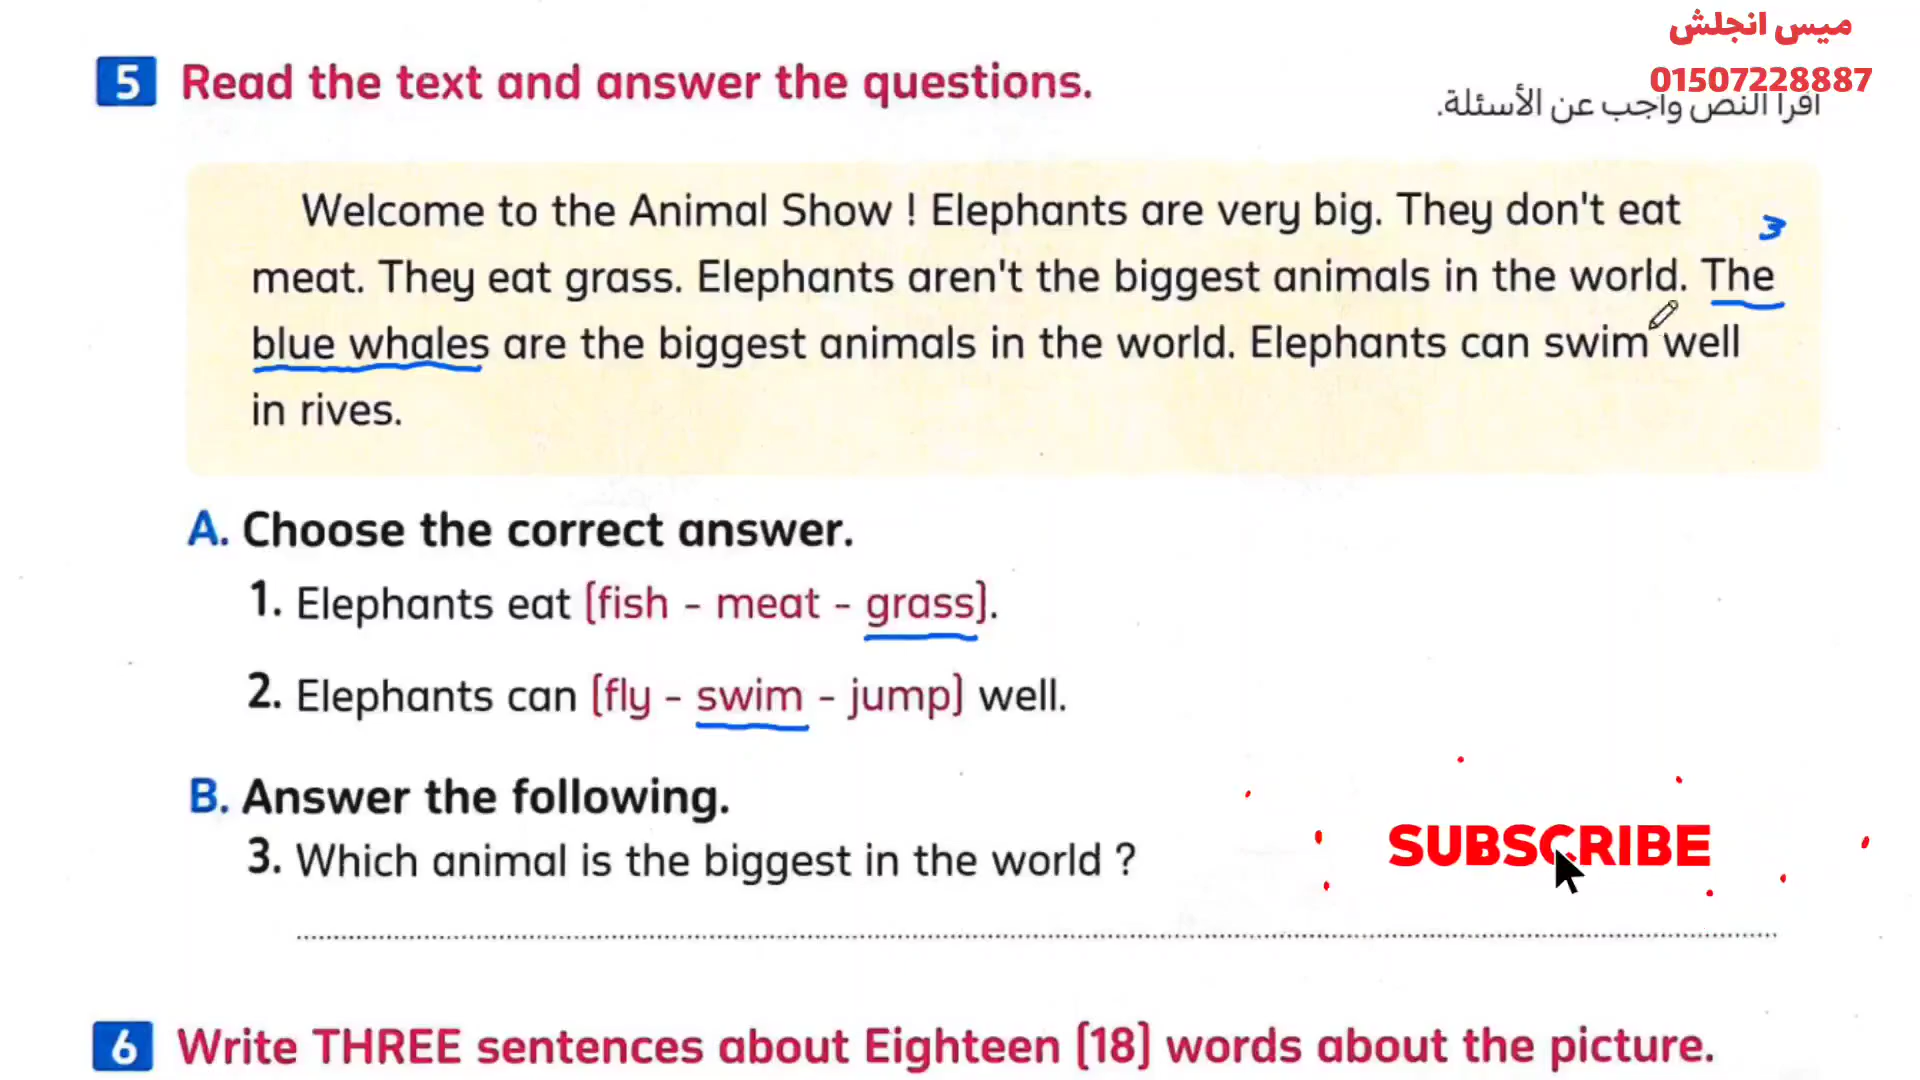 ميس انجلش
01507228887
5 Read the text and answer the questions.
اقرأ النص وأجب عن الأسئلة.
Welcome to the Animal Show ! Elephants are very big. They don't eat
3
meat. They eat grass. Elephants aren't the biggest animals in the world. The
blue whales are the biggest animals in the world. Elephants can swim well
in rives.
A. Choose the correct answer.
1. Elephants eat (fish - meat - grass).
2. Elephants can (fly - swim - jump) well.
B. Answer the following.
3. Which animal is the biggest in the world ?
SUBSCRIBE
6 Write THREE sentences about Eighteen (18) words about the picture.